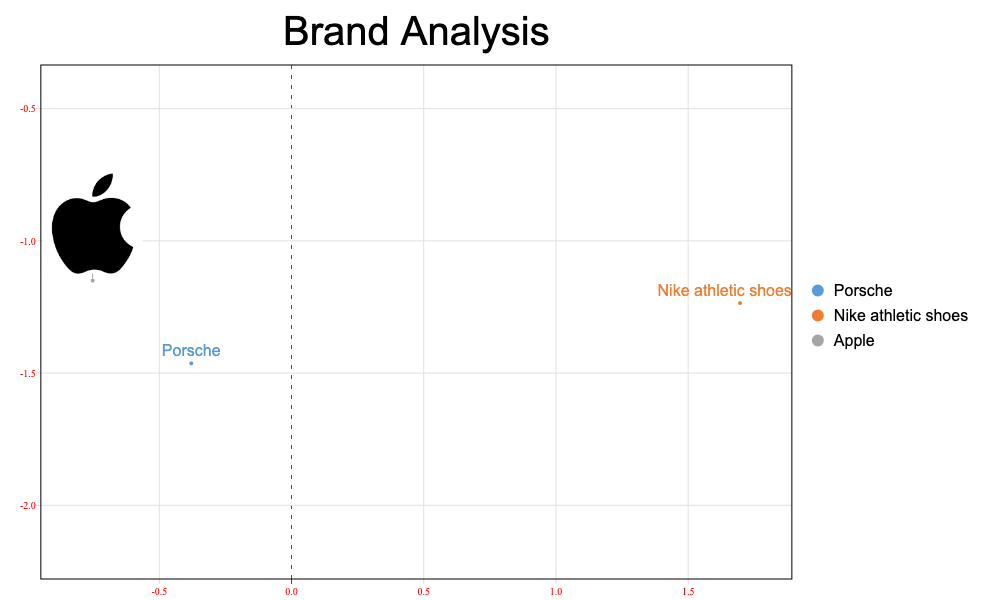 Brand Analysis
-0.5
-1.0
Nike athletic shoes
Porsche
-1.5
-2.0
-0.5 0.0 0.5 1.0 1.5
Porsche
Nike athletic shoes
Apple